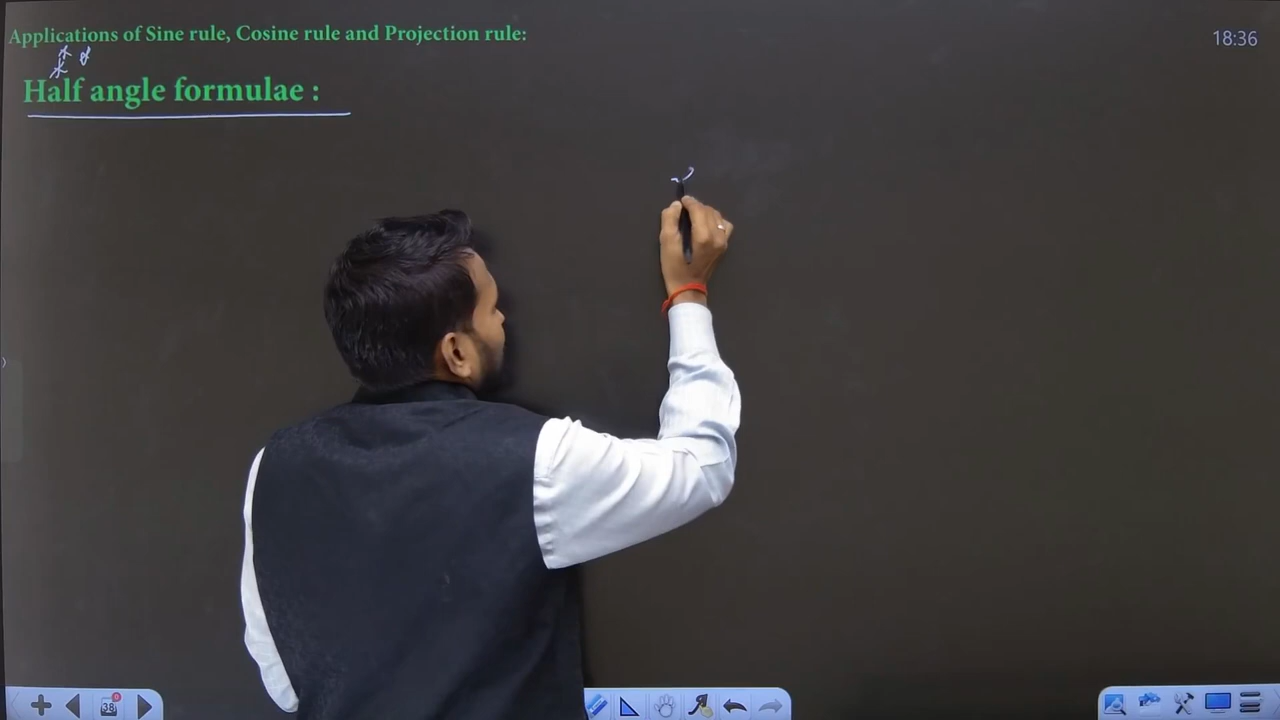 Applications of Sine rule, Cosine rule and Projection rule:
18:36
Half angle formulae :
38